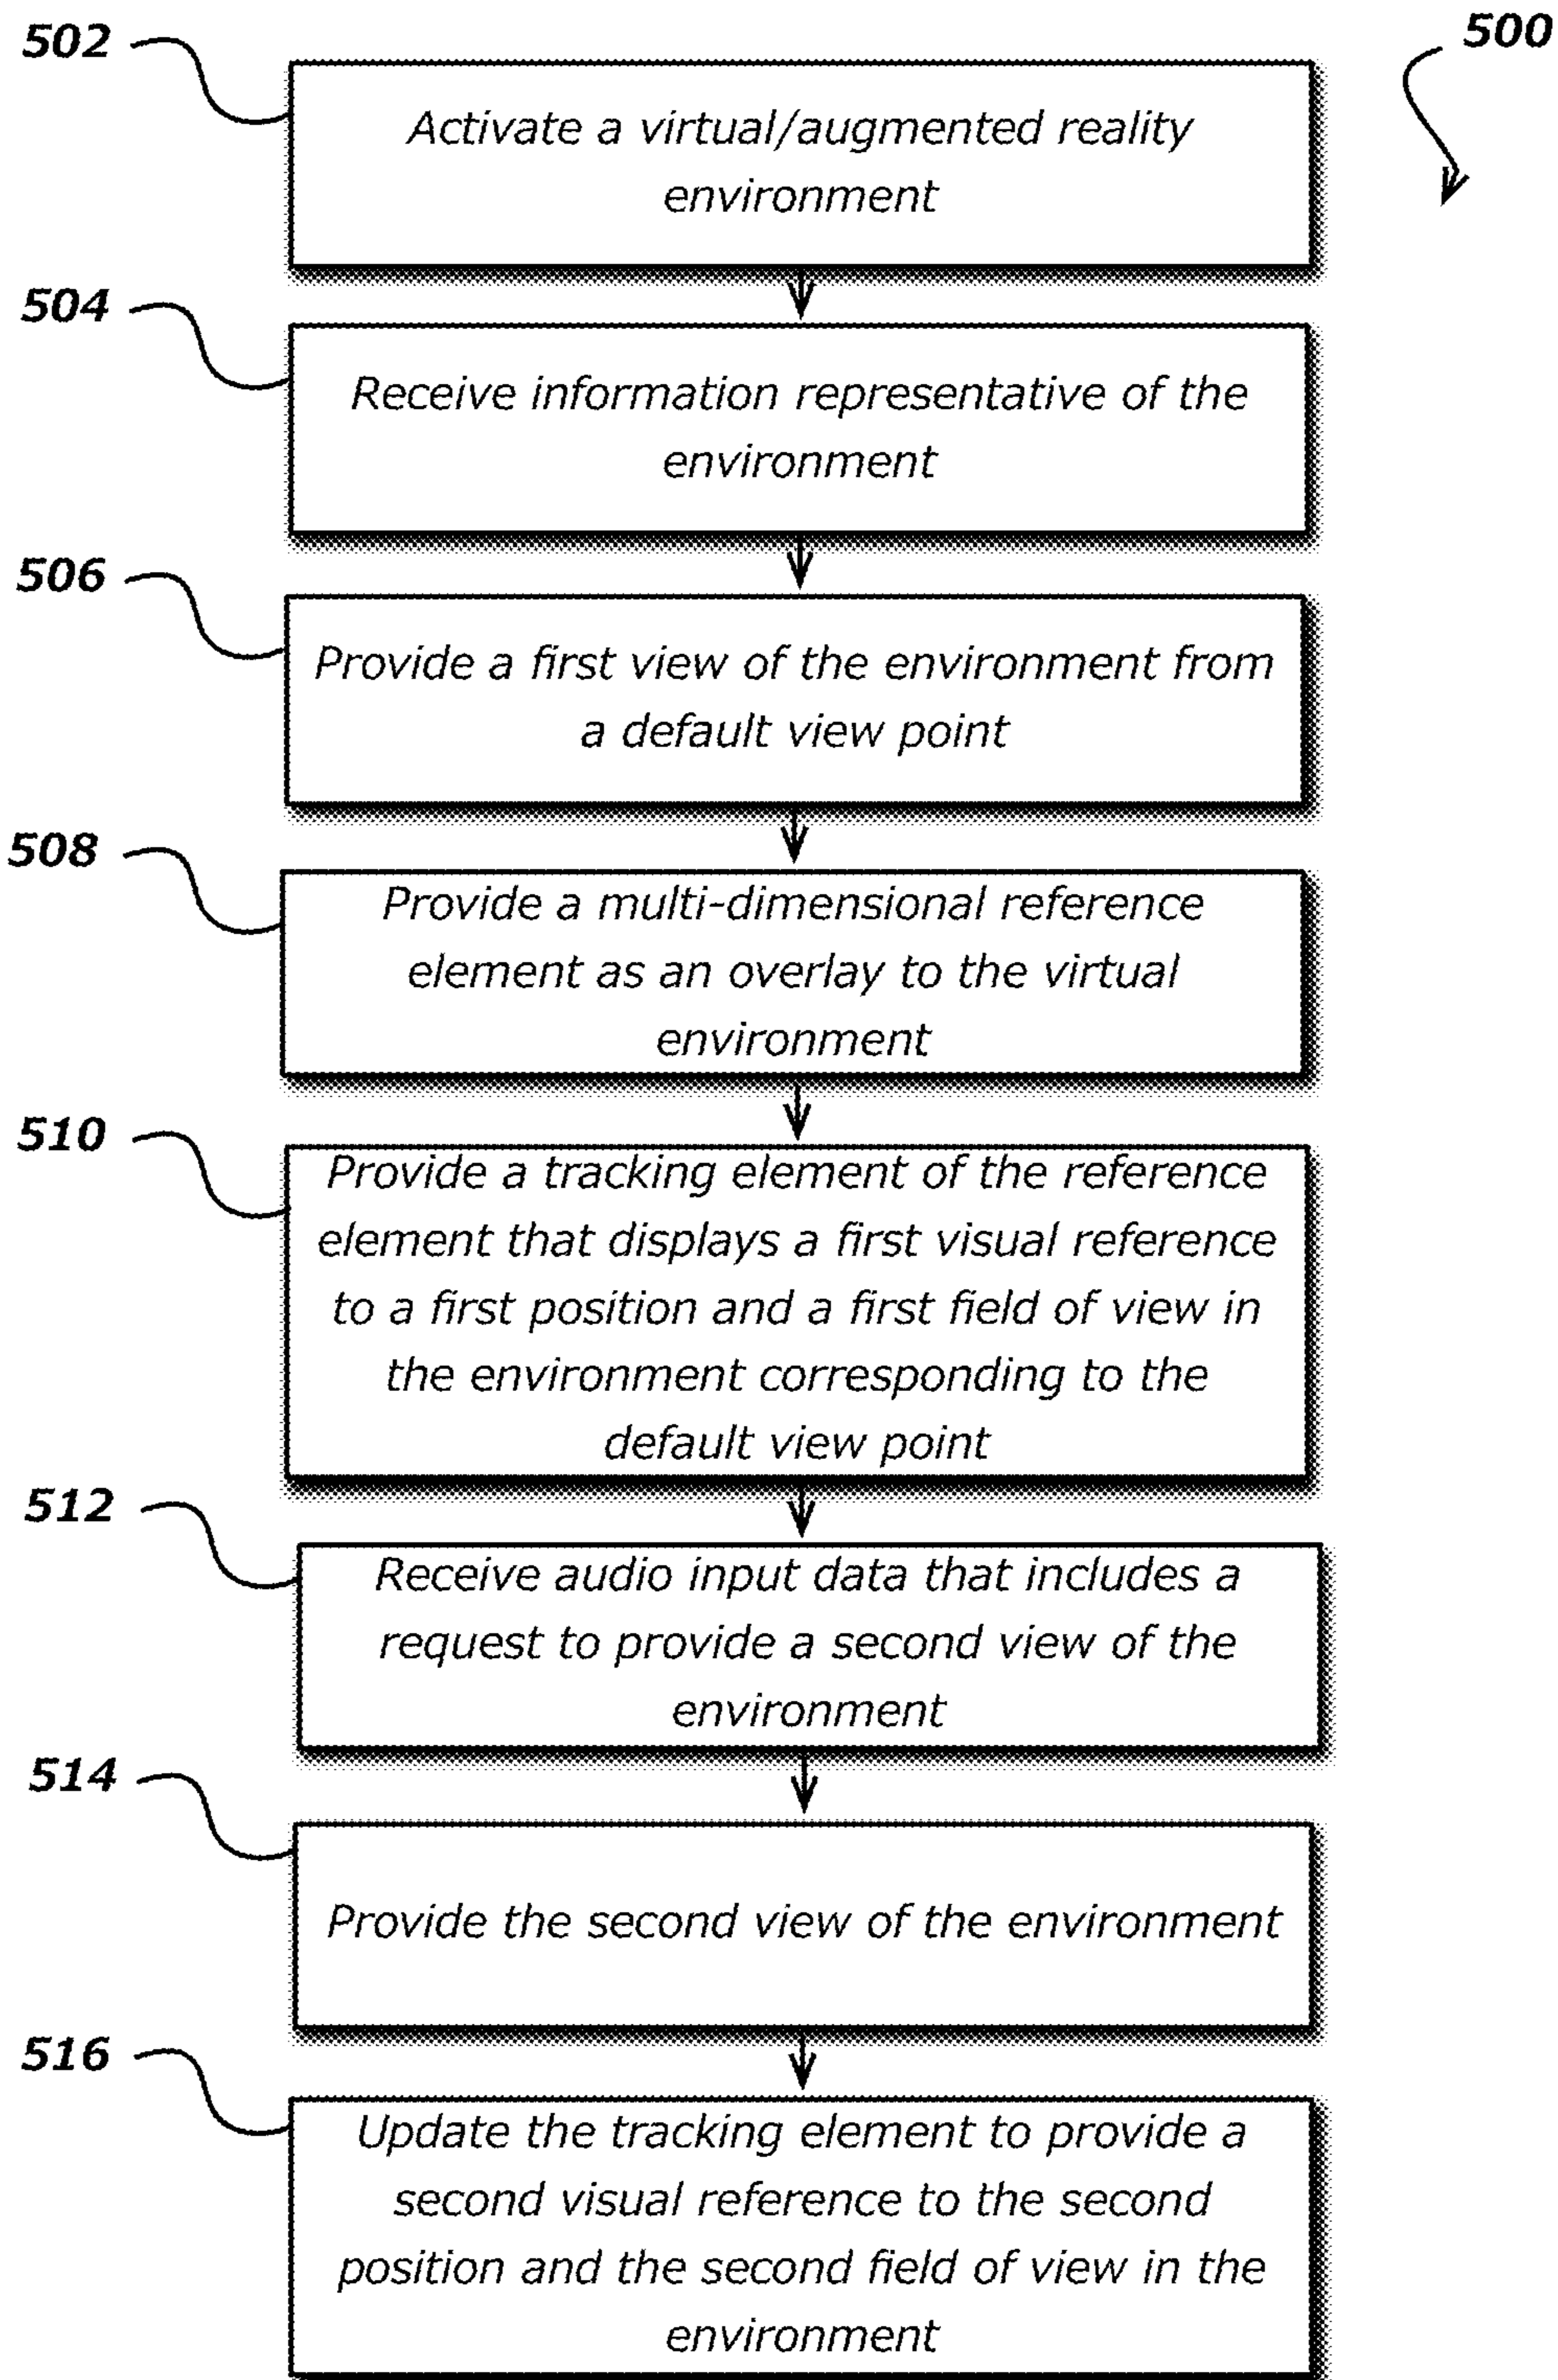 502
500
Activate a virtual/augmented reality
environment
504
Receive information representative of the
environment
506
Provide a first view of the environment from
a default view point
508
Provide a multi-dimensional reference
element as an overlay to the virtual
environment
510
Provide a tracking element of the reference
element that displays a first visual reference
to a first position and a first field of view in
the environment corresponding to the
default view point
512
Receive audio input data that includes a
request to provide a second view of the
environment
514
Provide the second view of the environment
516
Update the tracking element to provide a
second visual reference to the second
position and the second field of view in the
environment